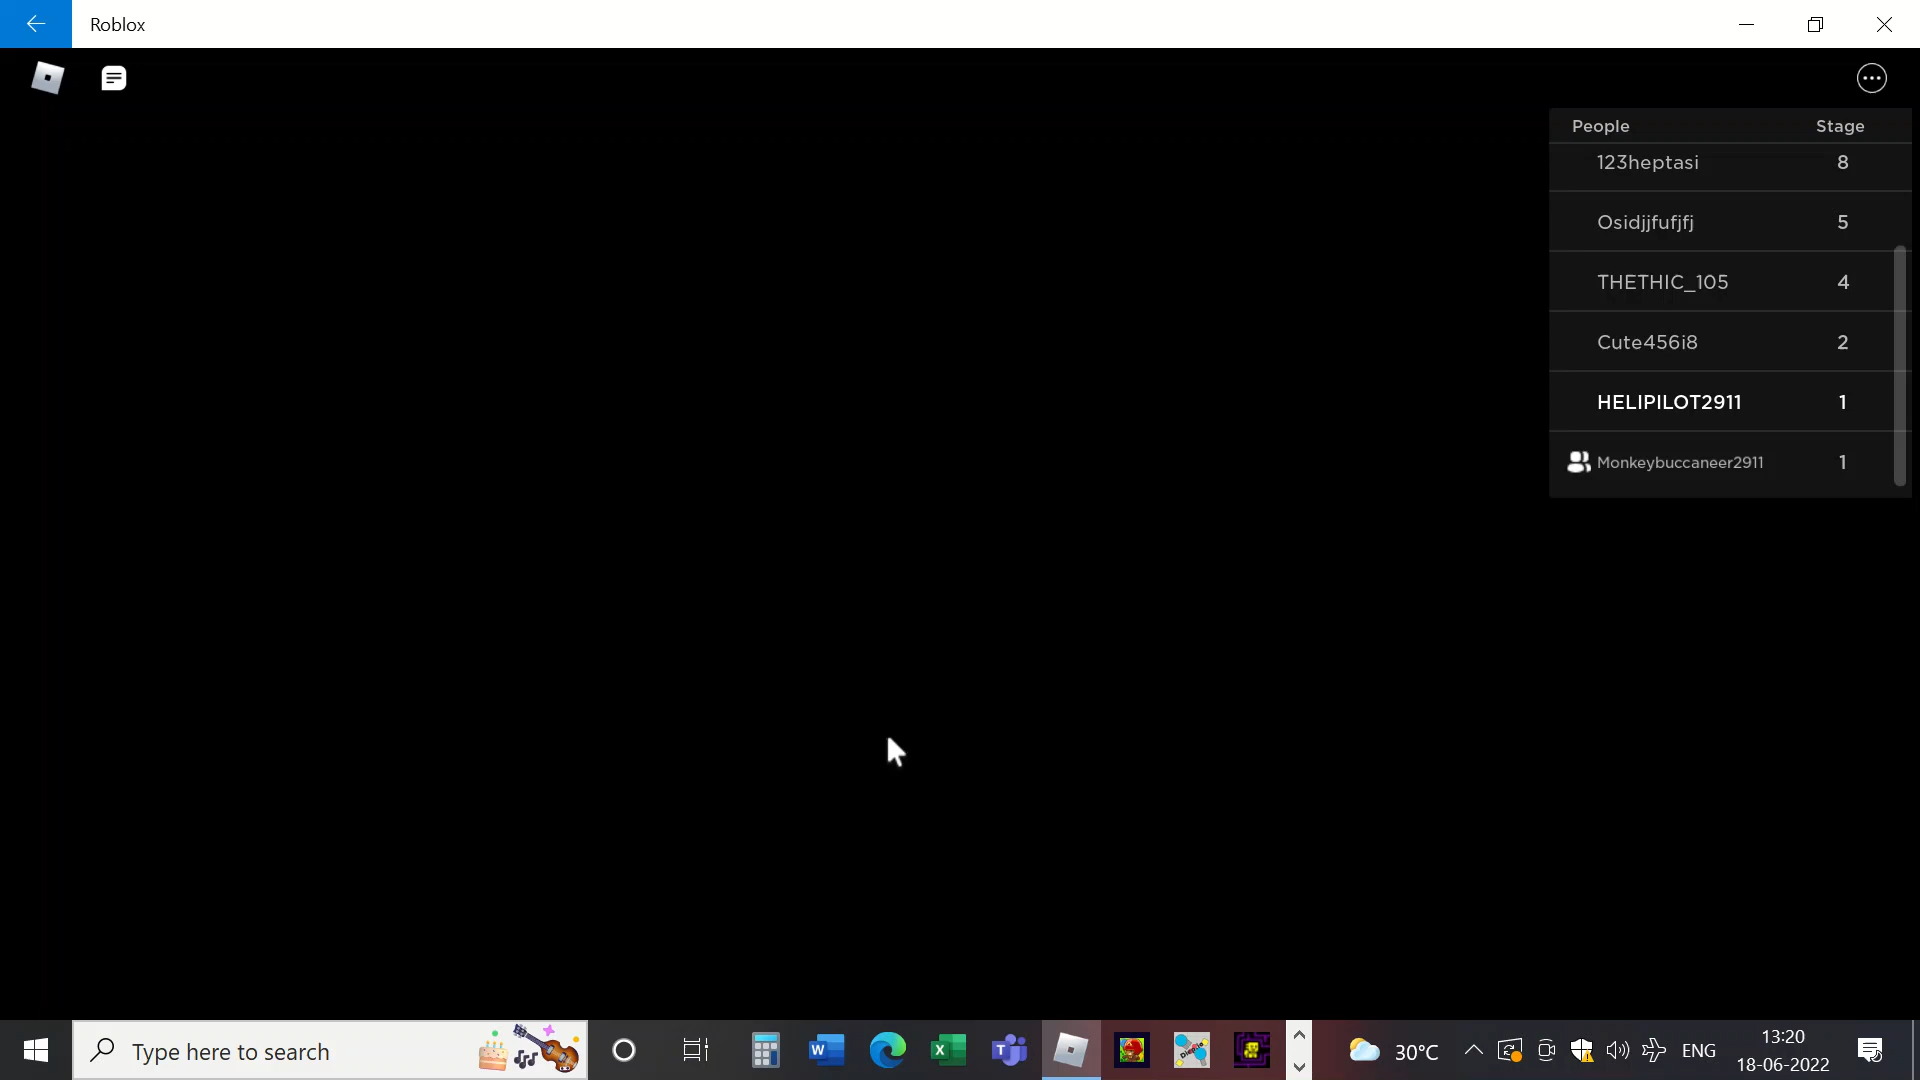 Roblox
People Stage
123heptasi 8
Osidjjfufjfj 5
THETHIC_105 4
Cute456i8 2
HELIPILOT2911 1
Monkeybuccaneer2911 1
Type here to search
30°C
ENG
13:20
18-06-2022